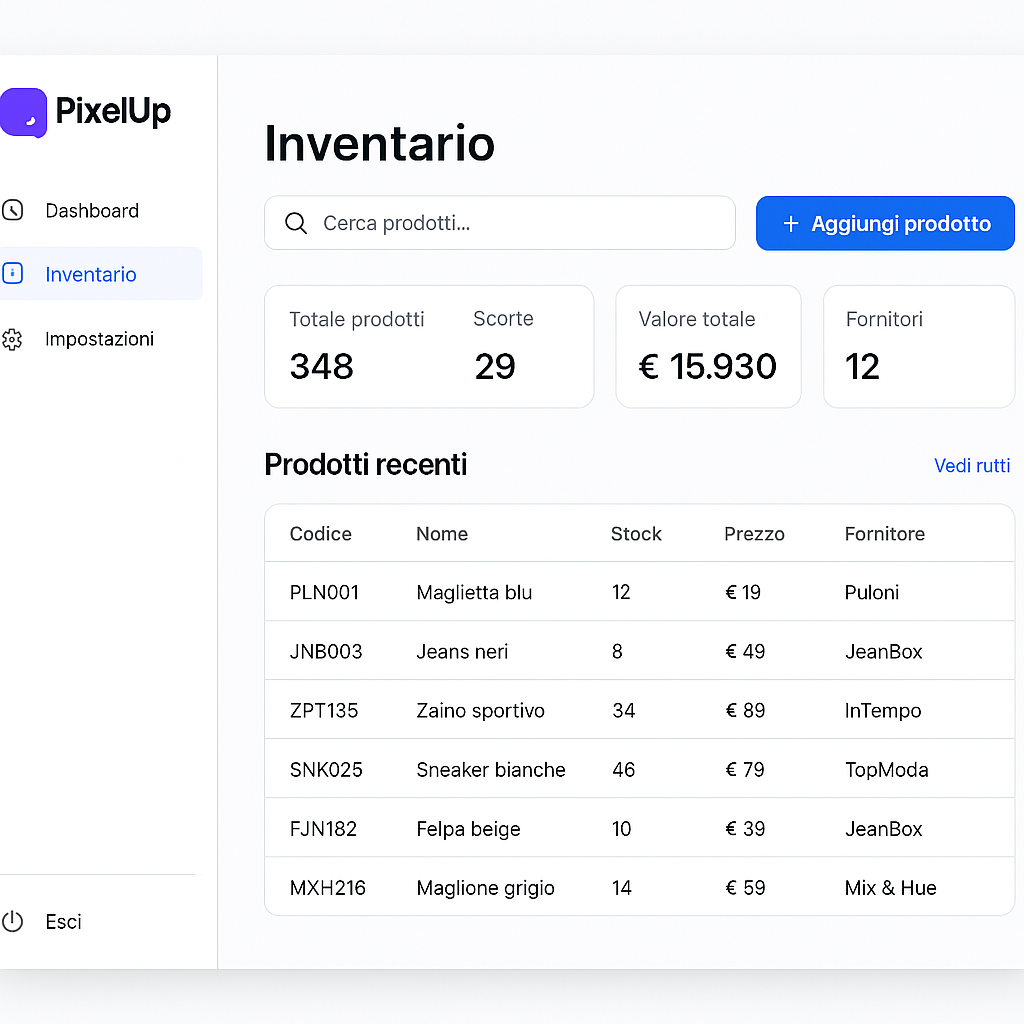 PixelUp
Dashboard
Inventario
Impostazioni
Esci
Inventario
Cerca prodotti...
+ Aggiungi prodotto
Totale prodotti Scorte Valore totale Fornitori
348 29 € 15.930 12
Prodotti recenti Vedi rutti
Codice Nome Stock Prezzo Fornitore
PLN001 Maglietta blu 12 € 19 Puloni
JNB003 Jeans neri 8 € 49 JeanBox
ZPT135 Zaino sportivo 34 € 89 InTempo
SNK025 Sneaker bianche 46 € 79 TopModa
FJN182 Felpa beige 10 € 39 JeanBox
MXH216 Maglione grigio 14 € 59 Mix & Hue